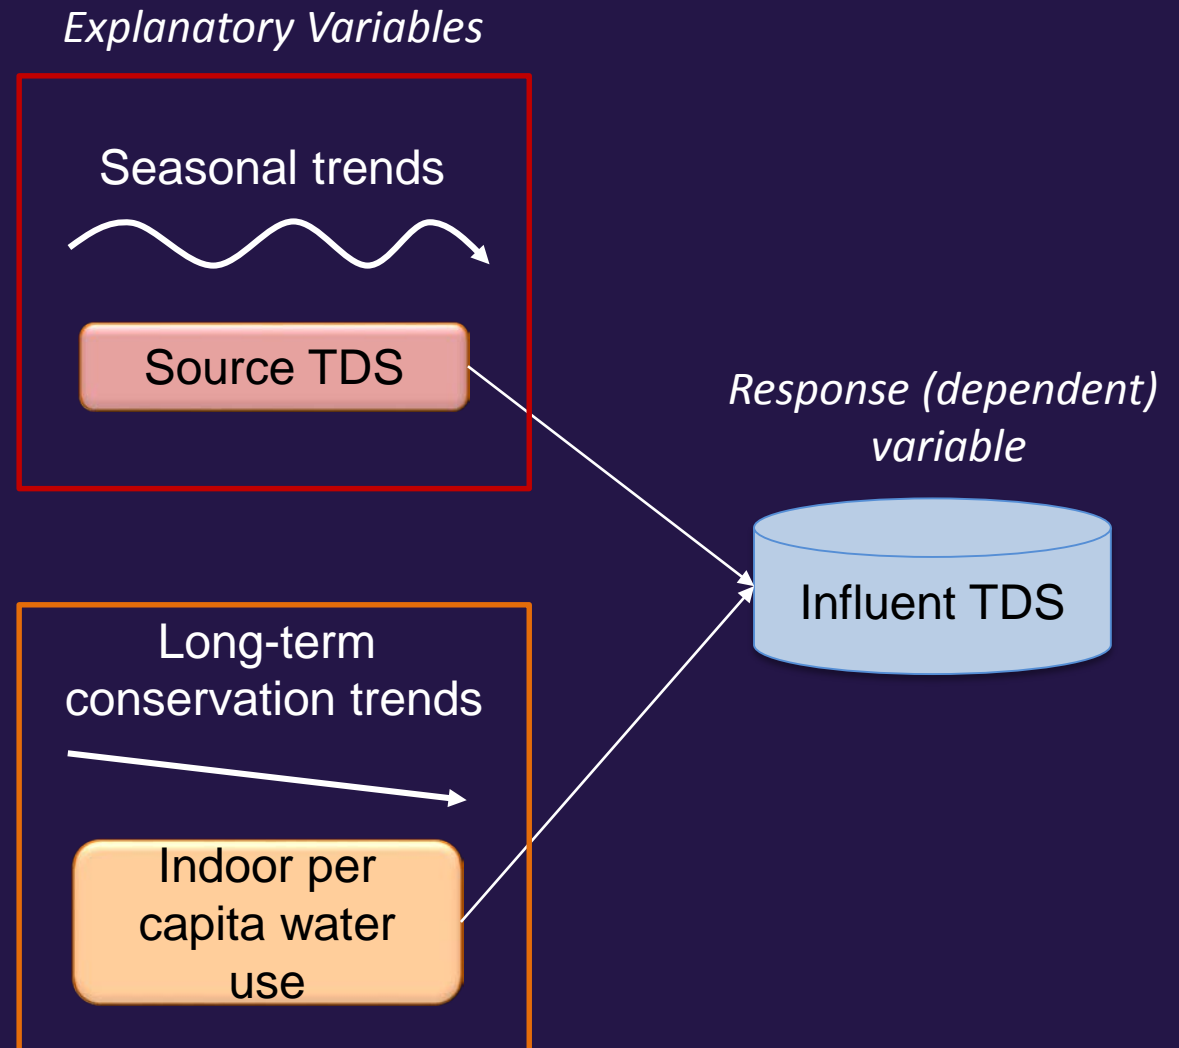 Explanatory Variables
Seasonal trends
Source TDS
Response (dependent)
variable
Influent TDS
Long-term
conservation trends
Indoor per
capita water
use